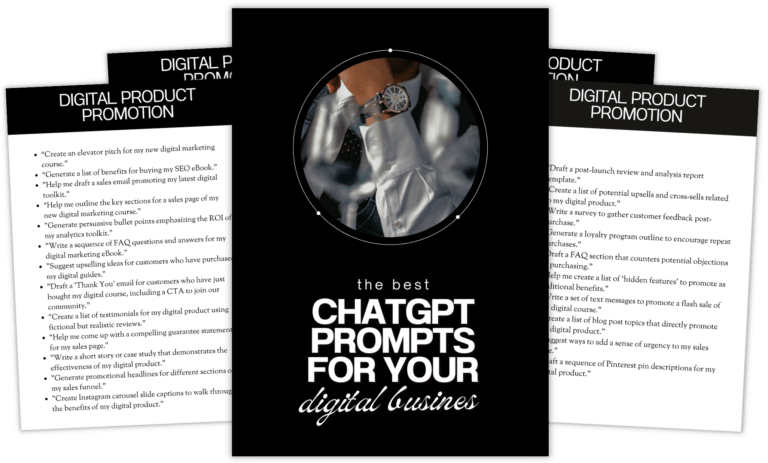 DIGITAL PRODUCT
PROMOTION
• “Create an elevator pitch for my new digital marketing
course.”
• “Generate a list of benefits for buying my SEO eBook.”
• “Help me draft a sales email promoting my latest digital
toolkit.”
• “Help me outline the key sections for a sales page of my
new digital marketing course.”
• “Generate persuasive bullet points emphasizing the ROI of
my analytics toolkit.”
• “Write a sequence of FAQ questions and answers for my
digital marketing eBook.”
• “Suggest upselling ideas for customers who have purchased
my digital guides.”
• “Draft a ‘Thank You’ email for customers who have just
bought my digital course, including a CTA to join our
community.”
• “Create a list of testimonials for my digital product using
fictional but realistic reviews.”
• “Help me come up with a compelling guarantee statement
for my sales page.”
• “Write a short story or case study that demonstrates the
effectiveness of my digital product.”
• “Generate promotional headlines for different sections of
my sales funnel.”
• “Create Instagram carousel slide captions to walk through
the benefits of my digital product.”
DIGITAL P
PROMO
the best
CHATGPT
PROMPTS
FOR YOUR
digital busines
DUCT
ION
DIGITAL PRODUCT
PROMOTION
“Draft a post-launch review and analysis report
mplate.”
Create a list of potential upsells and cross-sells related
my digital product.”
Write a survey to gather customer feedback post-
urchase.”
Generate a loyalty program outline to encourage repeat
urchases.”
Draft a FAQ section that counters potential objections
purchasing.”
Help me create a list of ‘hidden features’ to promote as
ditional benefits.”
Write a set of text messages to promote a flash sale of
digital course.”
reate a list of blog post topics that directly promote
digital product.”
ggest ways to add a sense of urgency to my sales
e.”
aft a sequence of Pinterest pin descriptions for my
tal product.”